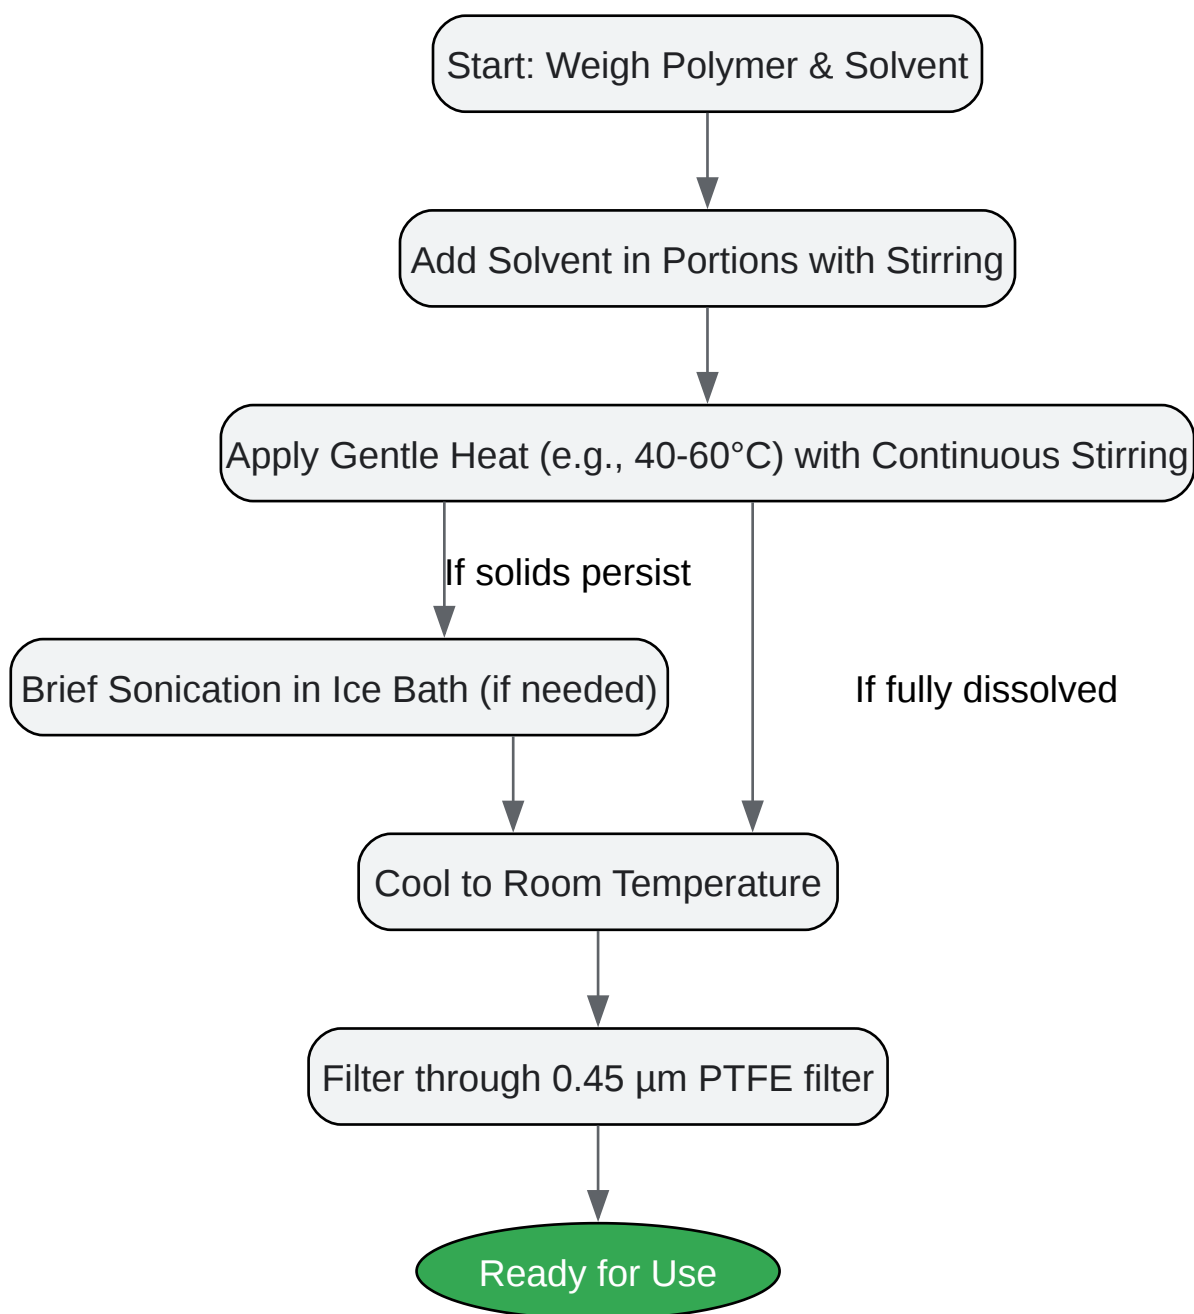 Start: Weigh Polymer & Solvent
Add Solvent in Portions with Stirring
Apply Gentle Heat (e.g., 40-60°C) with Continuous Stirring
If solids persist
Brief Sonication in Ice Bath (if needed)
If fully dissolved
Cool to Room Temperature
Filter through 0.45 µm PTFE filter
Ready for Use